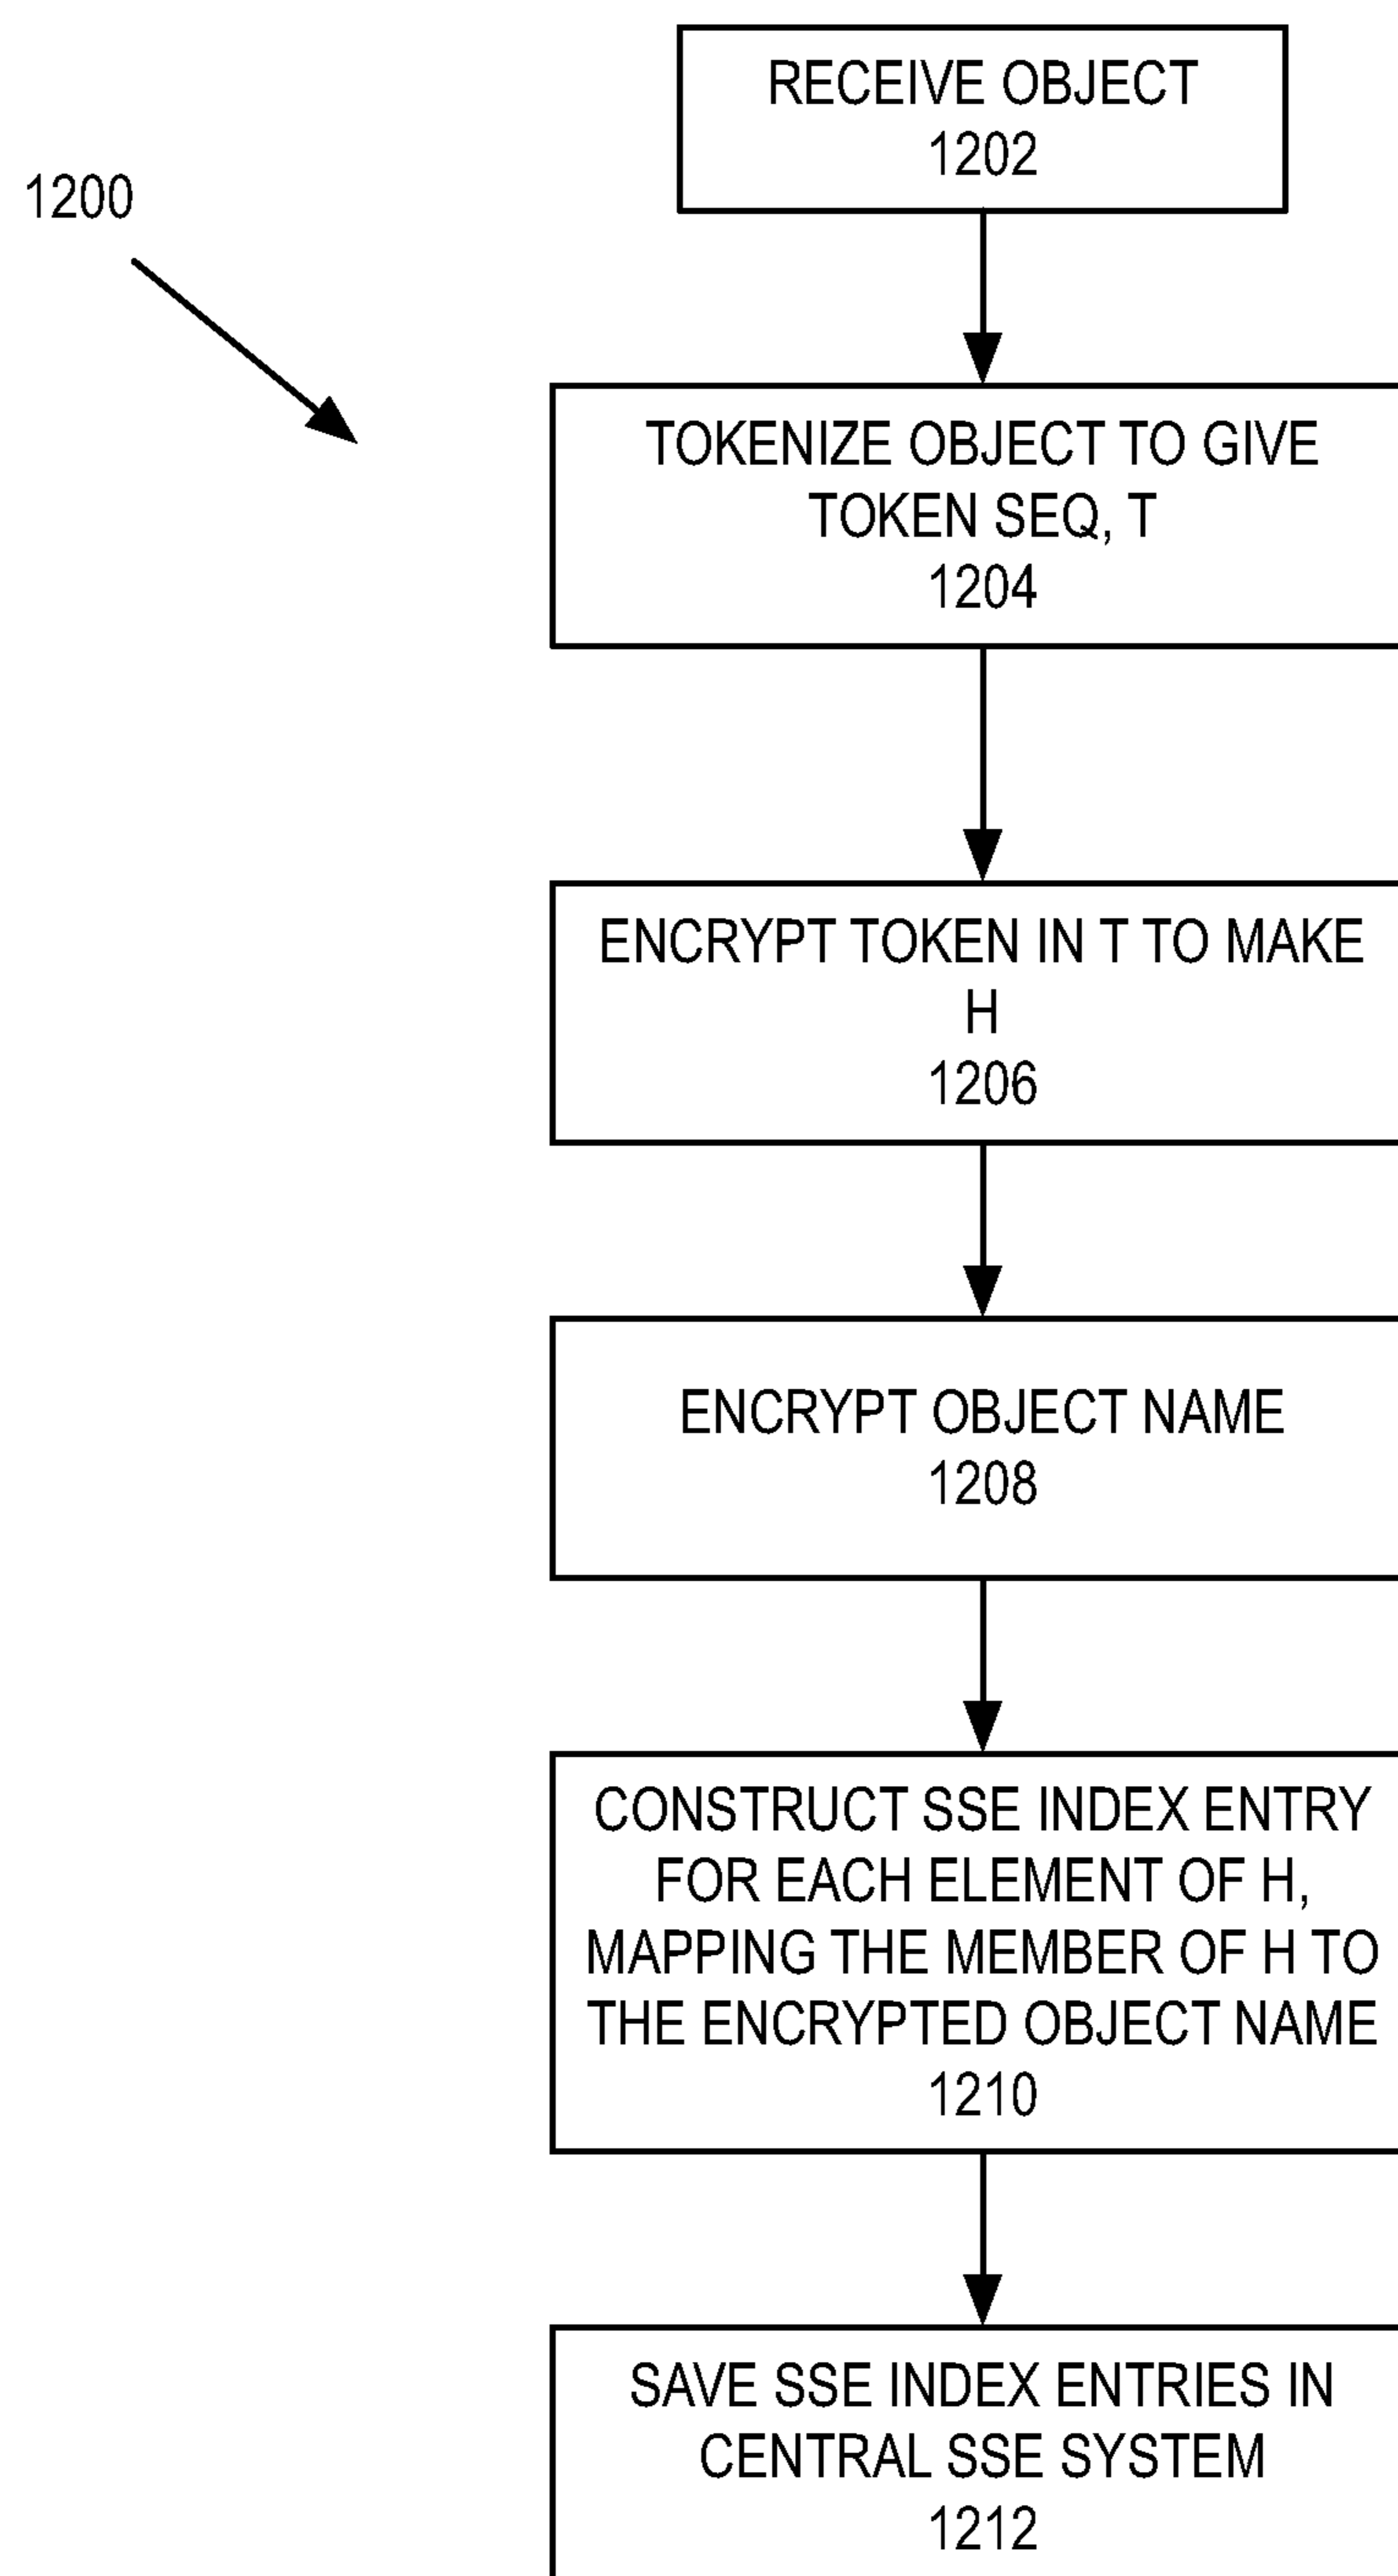 RECEIVE OBJECT
1202
1200
TOKENIZE OBJECT TO GIVE
TOKEN SEQ, T
1204
ENCRYPT TOKEN IN T TO MAKE
H
1206
ENCRYPT OBJECT NAME
1208
CONSTRUCT SSE INDEX ENTRY
FOR EACH ELEMENT OF H,
MAPPING THE MEMBER OF H TO
THE ENCRYPTED OBJECT NAME
1210
SAVE SSE INDEX ENTRIES IN
CENTRAL SSE SYSTEM
1212